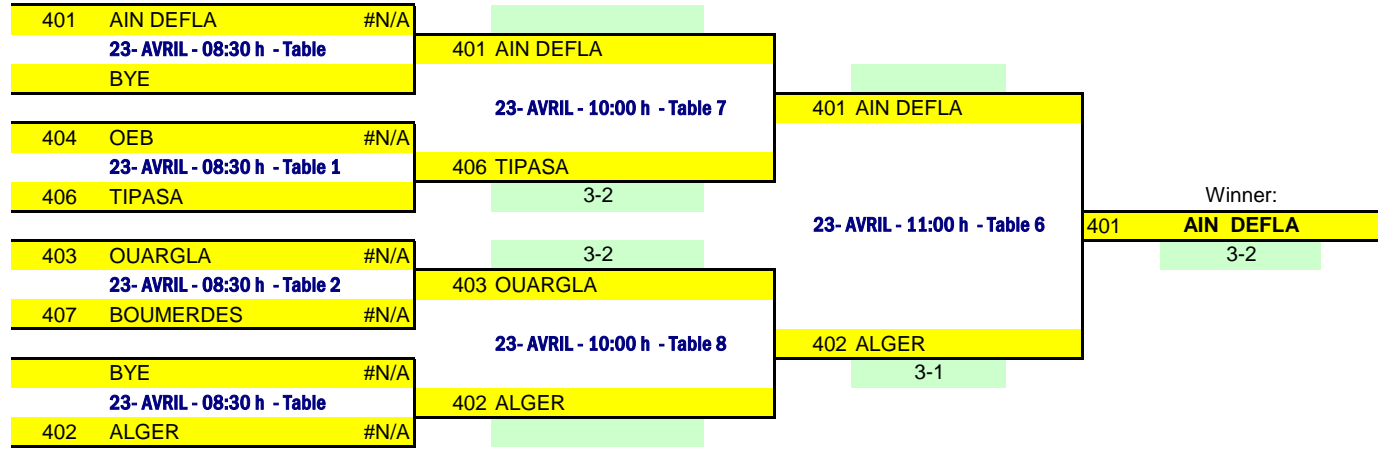 401 AIN DEFLA #N/A
23- AVRIL - 08:30 h - Table
BYE
404 OEB #N/A
23- AVRIL - 08:30 h - Table 1
406 TIPASA
403 OUARGLA #N/A
23- AVRIL - 08:30 h - Table 2
407 BOUMERDES #N/A
BYE #N/A
23- AVRIL - 08:30 h - Table
402 ALGER #N/A
401 AIN DEFLA
23- AVRIL - 10:00 h - Table 7
406 TIPASA
3-2
3-2
403 OUARGLA
23- AVRIL - 10:00 h - Table 8
402 ALGER
401 AIN DEFLA
23- AVRIL - 11:00 h - Table 6
402 ALGER
3-1
Winner:
401 AIN DEFLA
3-2